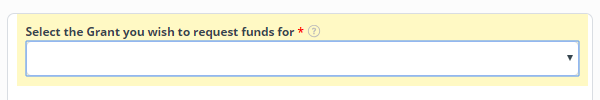 Select the Grant you wish to request funds for * ?